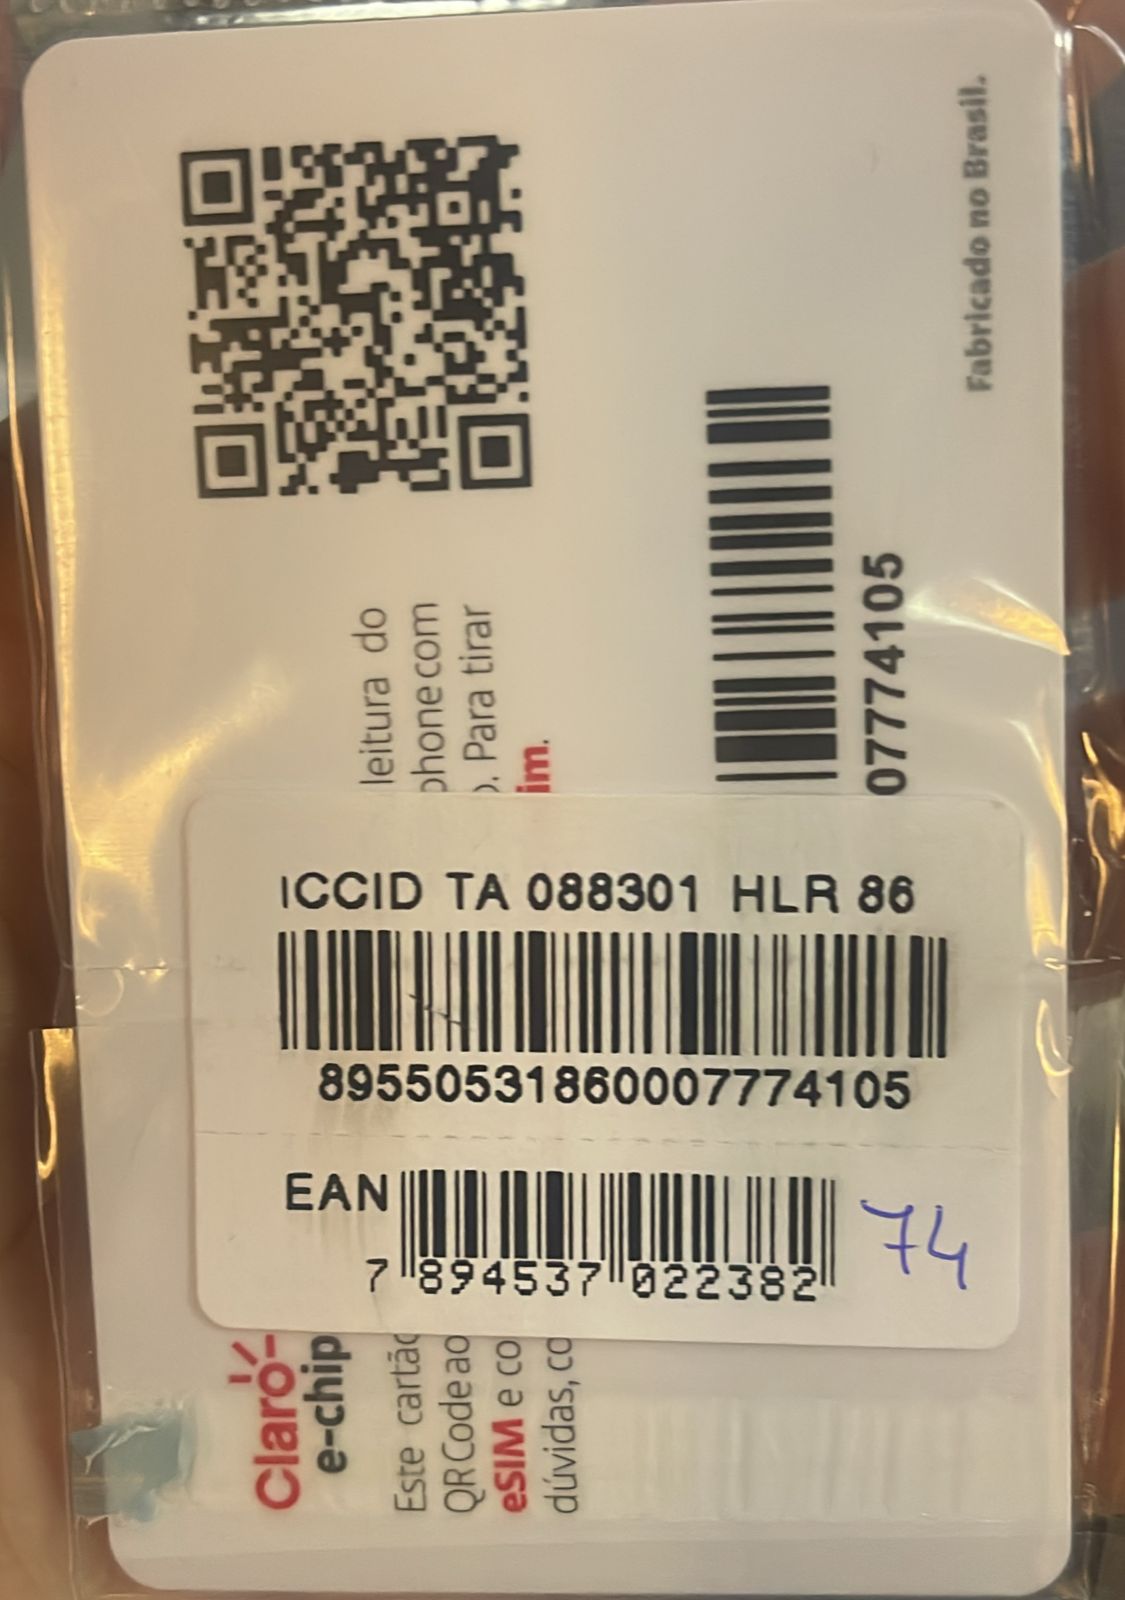 Fabricado no Brasil.
leitura do
phone com
. Para tirar
im.
07774105
ICCID TA 088301 HLR 86
89550531860007774105
EAN
7 894537 022382
74
Claro
e-chip
Este cartão
QR Code ao
eSIM e co
dúvidas, co